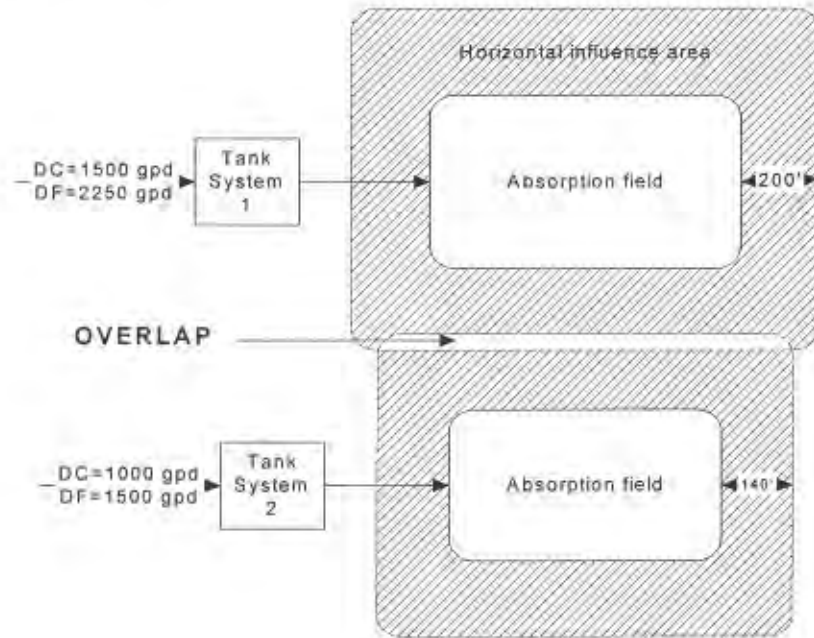 Horizontal influence area
DC=1500 gpd
DF=2250 gpd
Tank
System
1
Absorption field
200'
OVERLAP
DC=1000 gpd
DF=1500 gpd
Tank
System
2
Absorption field
140'